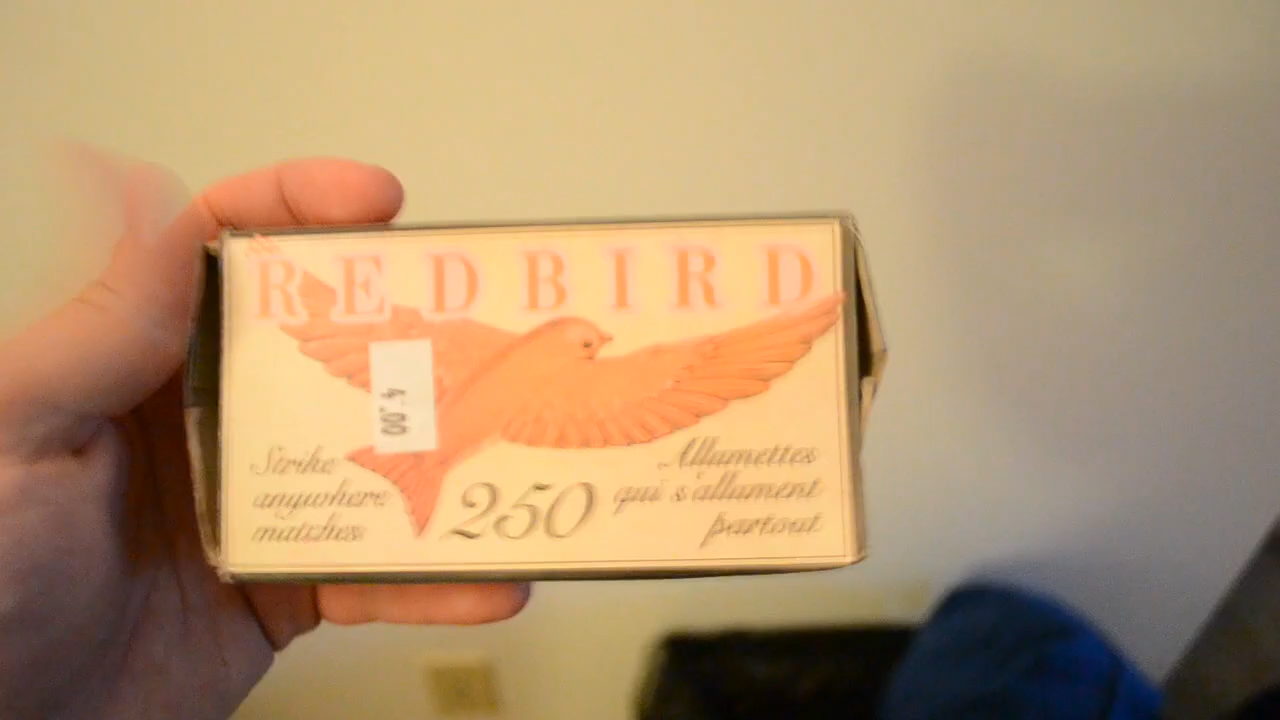 REDBIRD
4.00
Strike
anywhere
matches
250
Allumettes
qui s'allument
partout